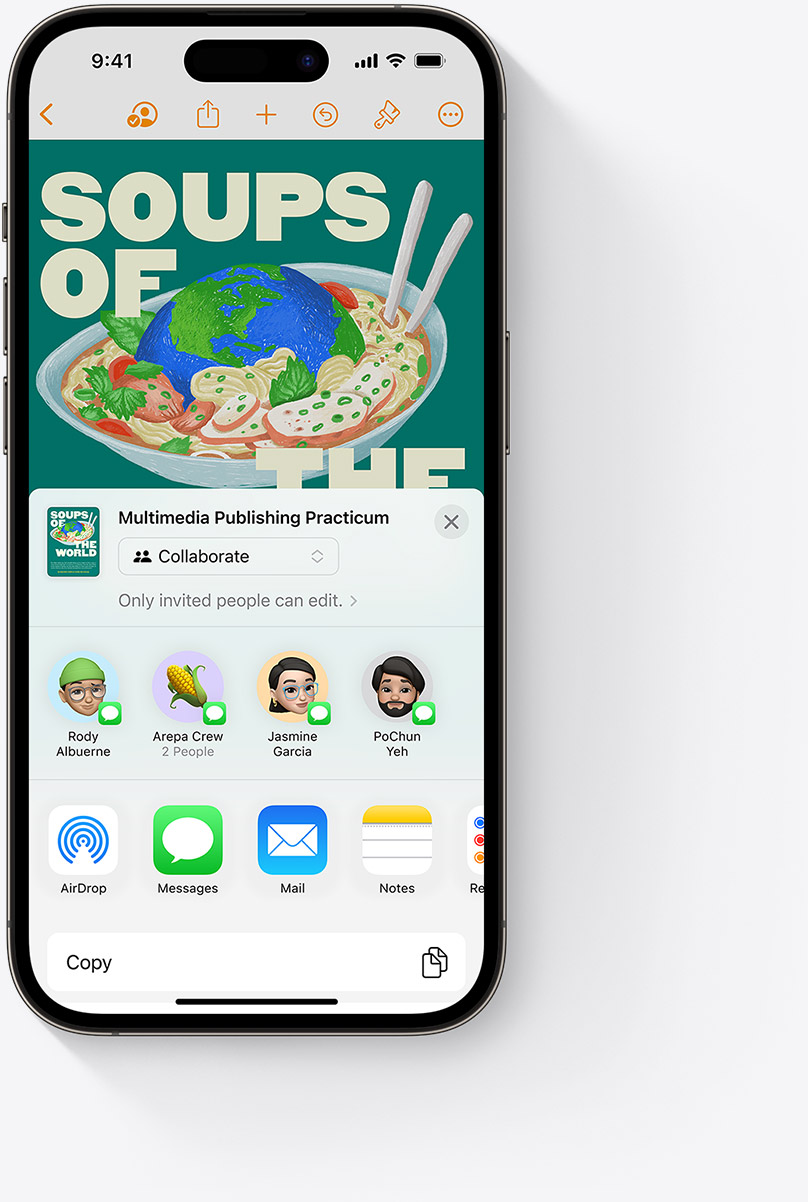 9:41
SOUPS
OF
THE
Multimedia Publishing Practicum
SOUPS
OF
THE
WORLD
Collaborate
Only invited people can edit.
Rody
Albuerne
Arepa Crew
2 People
Jasmine
Garcia
PoChun
Yeh
AirDrop
Messages
Mail
Notes
Re
Copy